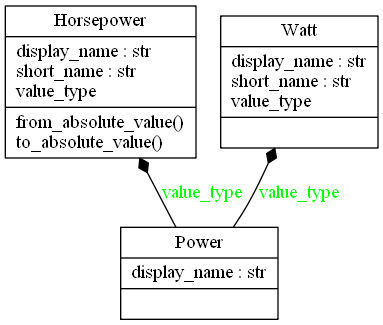 Horsepower
display_name : str
short_name : str
value_type
from_absolute_value()
to_absolute_value()
Watt
display_name : str
short_name : str
value_type
value_type
value_type
Power
display_name : str